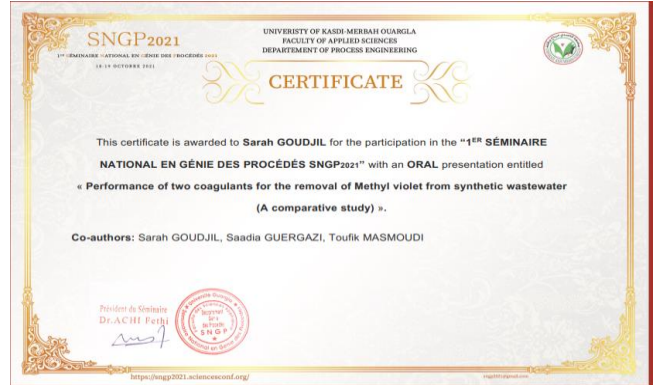 SNGP2021
1ER SÉMINAIRE NATIONAL EN GÉNIE DES PROCÉDÉS 2021
18-19 OCTOBRE 2021
UNIVERISTY OF KASDI-MERBAH OUARGLA
FACULTY OF APPLIED SCIENCES
DEPARTEMENT OF PROCESS ENGINEERING
CERTIFICATE
This certificate is awarded to Sarah GOUDJIL for the participation in the “1ER SÉMINAIRE
NATIONAL EN GÉNIE DES PROCÉDÉS SNGP2021” with an ORAL presentation entitled
« Performance of two coagulants for the removal of Methyl violet from synthetic wastewater
(A comparative study) ».
Co-authors: Sarah GOUDJIL, Saadia GUERGAZI, Toufik MASMOUDI
Président du Séminaire
Dr.ACHI Fethi
SNGP
https://sngp2021.sciencesconf.org/
sngp2021@gmail.com